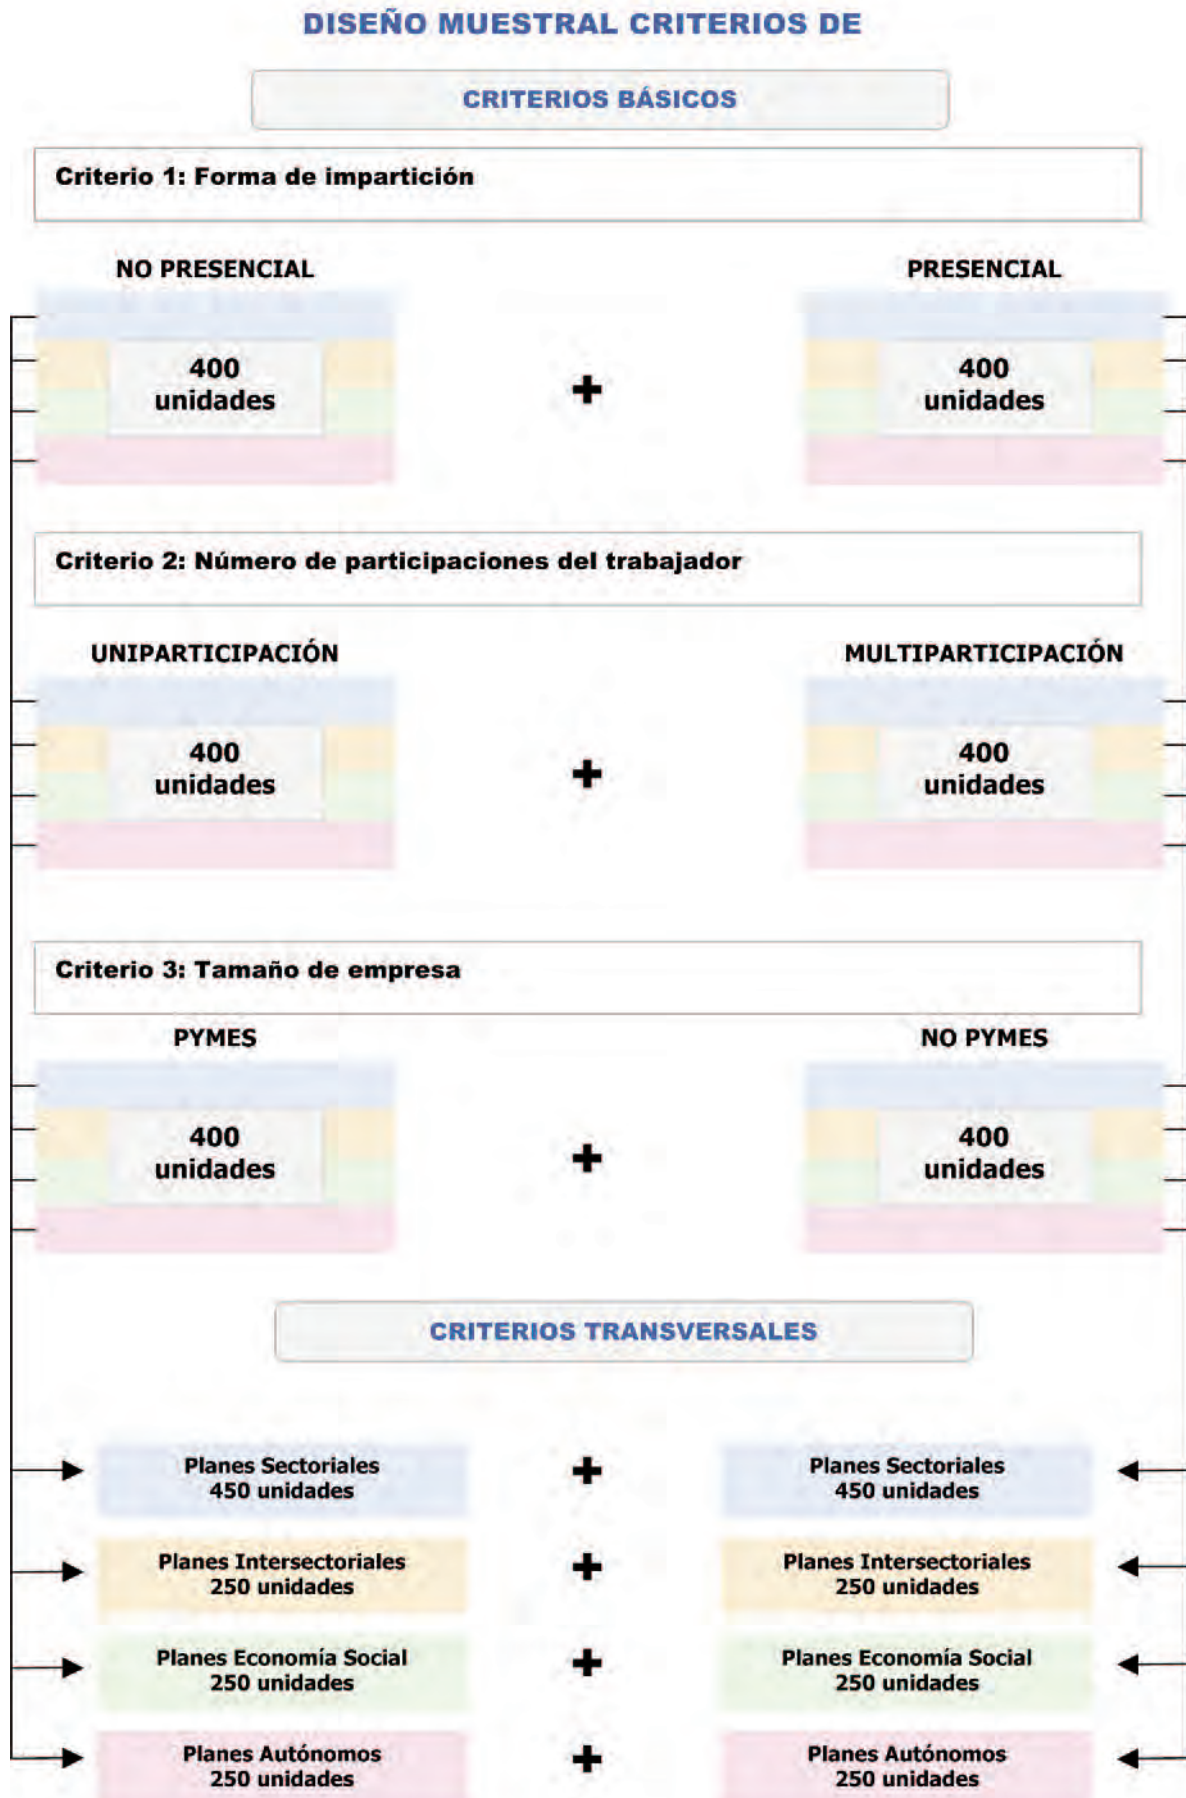 DISEÑO MUESTRAL CRITERIOS DE
CRITERIOS BÁSICOS
Criterio 1: Forma de impartición
NO PRESENCIAL
PRESENCIAL
400
unidades
+
400
unidades
Criterio 2: Número de participaciones del trabajador
UNIPARTICIPACIÓN
MULTIPARTICIPACIÓN
400
unidades
+
400
unidades
Criterio 3: Tamaño de empresa
PYMES
NO PYMES
400
unidades
+
400
unidades
CRITERIOS TRANSVERSALES
Planes Sectoriales
450 unidades
+
Planes Sectoriales
450 unidades
Planes Intersectoriales
250 unidades
+
Planes Intersectoriales
250 unidades
Planes Economía Social
250 unidades
+
Planes Economía Social
250 unidades
Planes Autónomos
250 unidades
+
Planes Autónomos
250 unidades